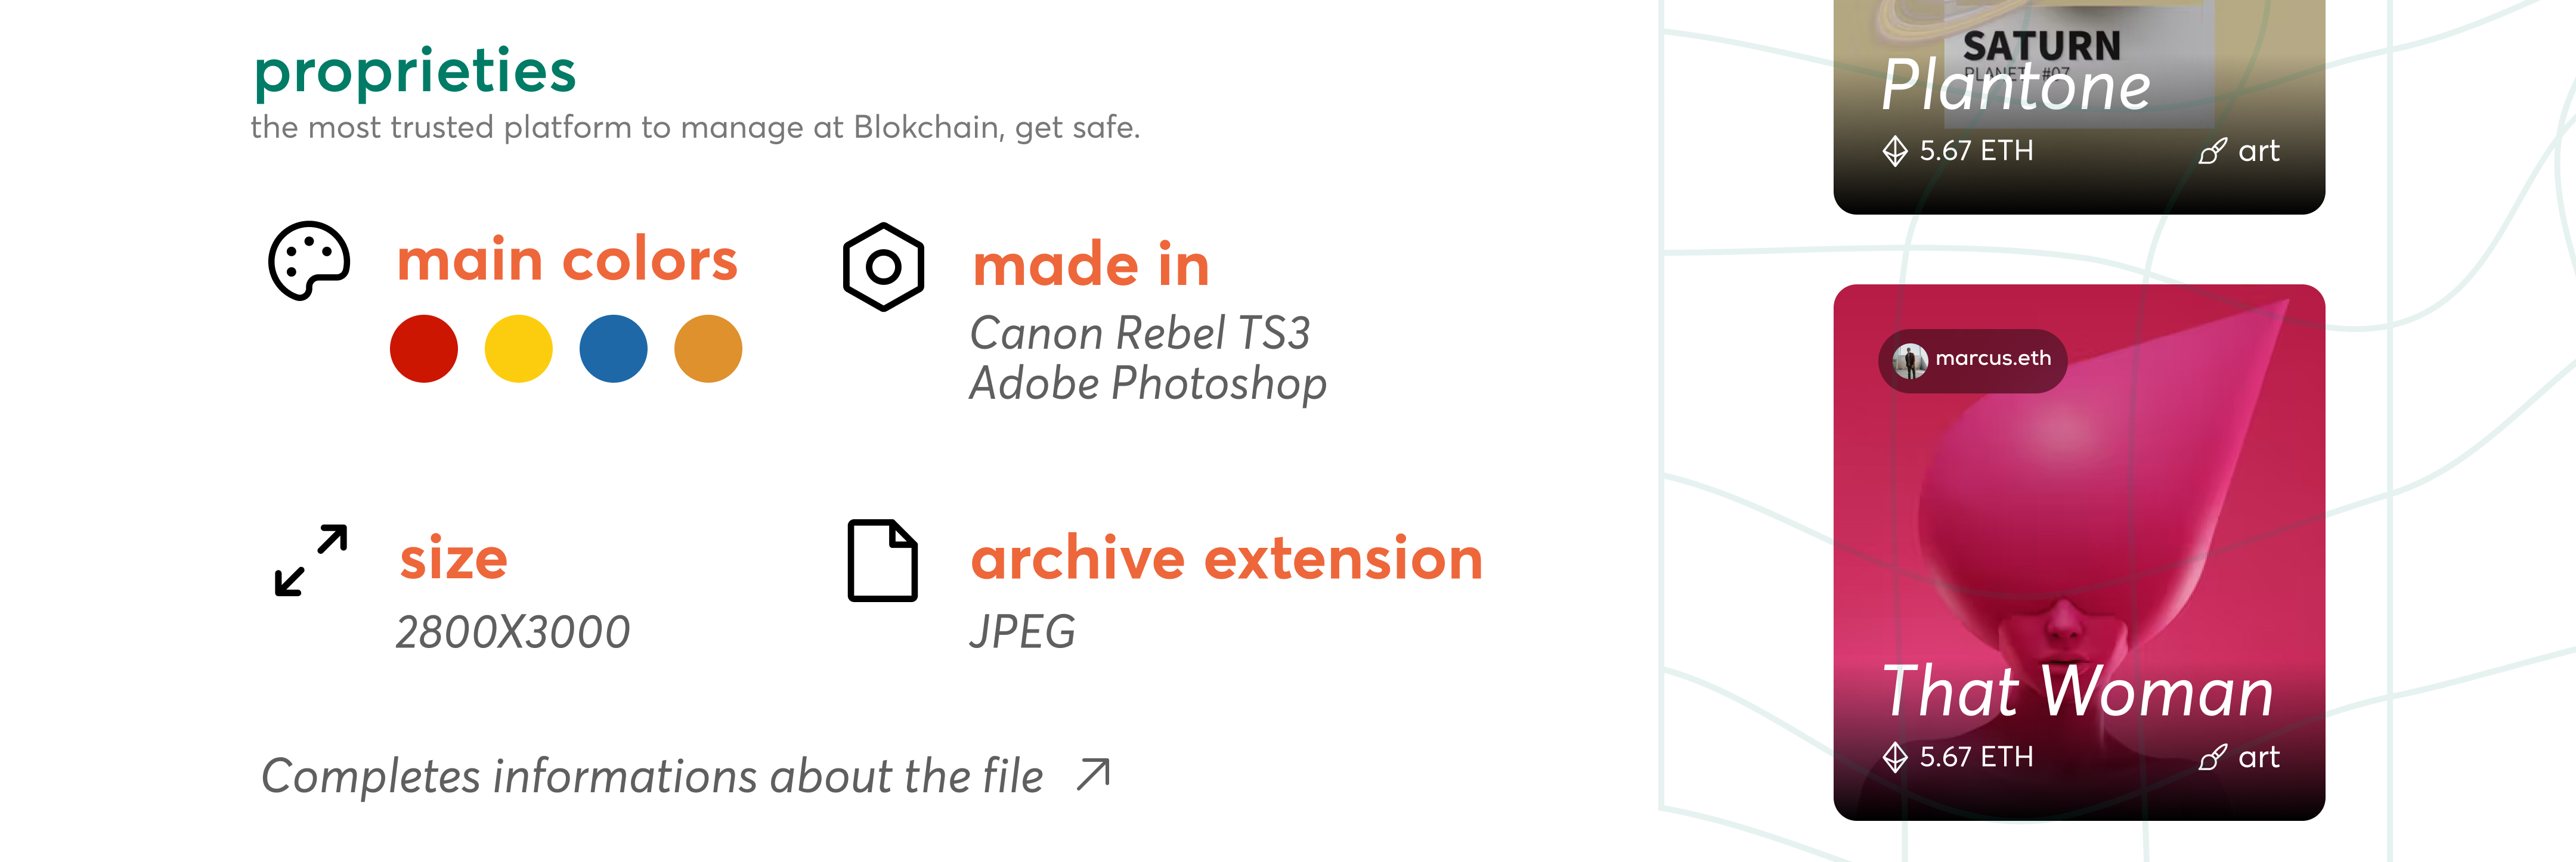 proprieties
the most trusted platform to manage at Blokchain, get safe.
main colors
made in
Canon Rebel TS3
Adobe Photoshop
size
2800X3000
archive extension
JPEG
Completes informations about the file
SATURN
PLANET #07
Plantone
5.67 ETH
art
marcus.eth
That Woman
5.67 ETH
art